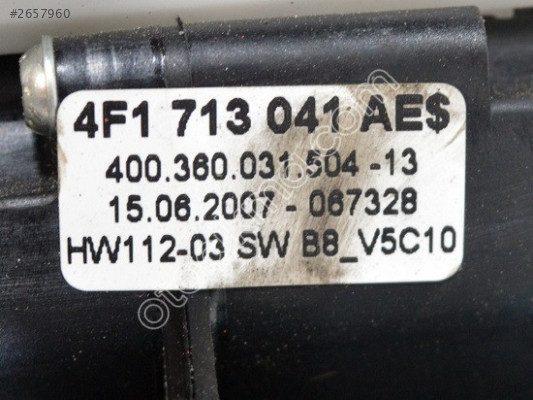 #2657960
4F1 713 041 AE$
400.360.031.504 -13
15.06.2007 - 067328
HW112-03 SW B8_V5C10